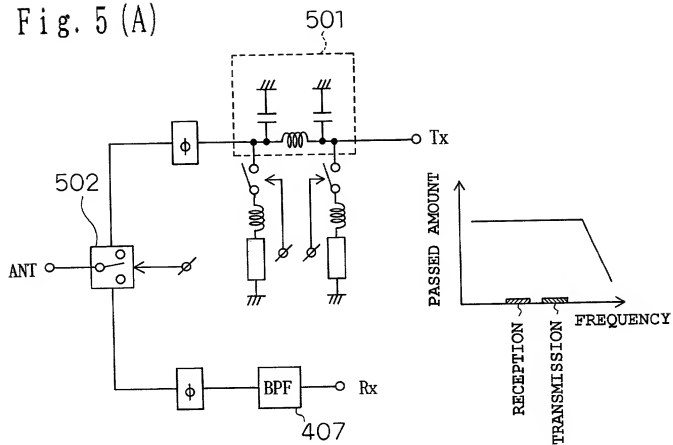 Fig. 5 (A)
501
ϕ
Tx
502
ANT
ϕ
BPF
Rx
407
PASSED AMOUNT
FREQUENCY
RECEPTION
TRANSMISSION